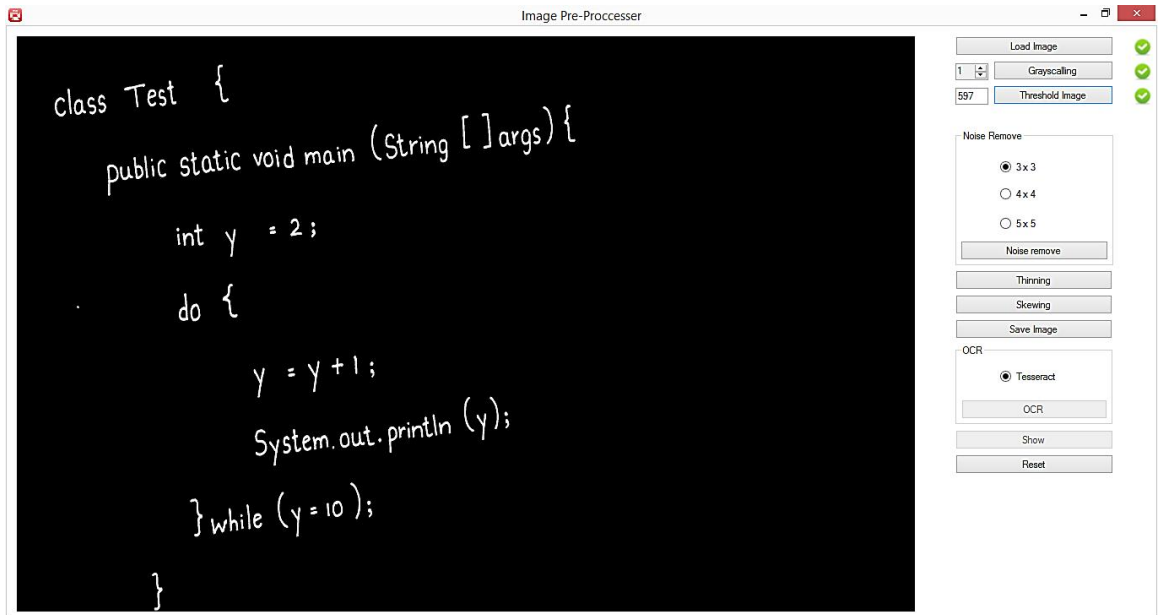 Image Pre-Proccesser
class Test {
public static void main (String [ ] args) {
int y = 2 ;
do {
y = y + 1 ;
System.out.println (y);
} while (y = 10 );
}
Load Image
1 Grayscalling
597 Threshold Image
Noise Remove
3 x 3
4 x 4
5 x 5
Noise remove
Thinning
Skewing
Save Image
OCR
Tesseract
OCR
Show
Reset